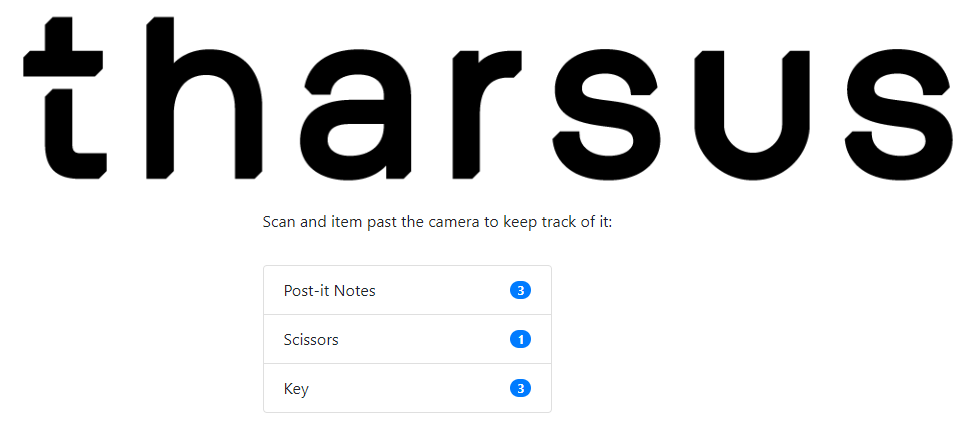 tharsus
Scan and item past the camera to keep track of it:
Post-it Notes 3
Scissors 1
Key 3